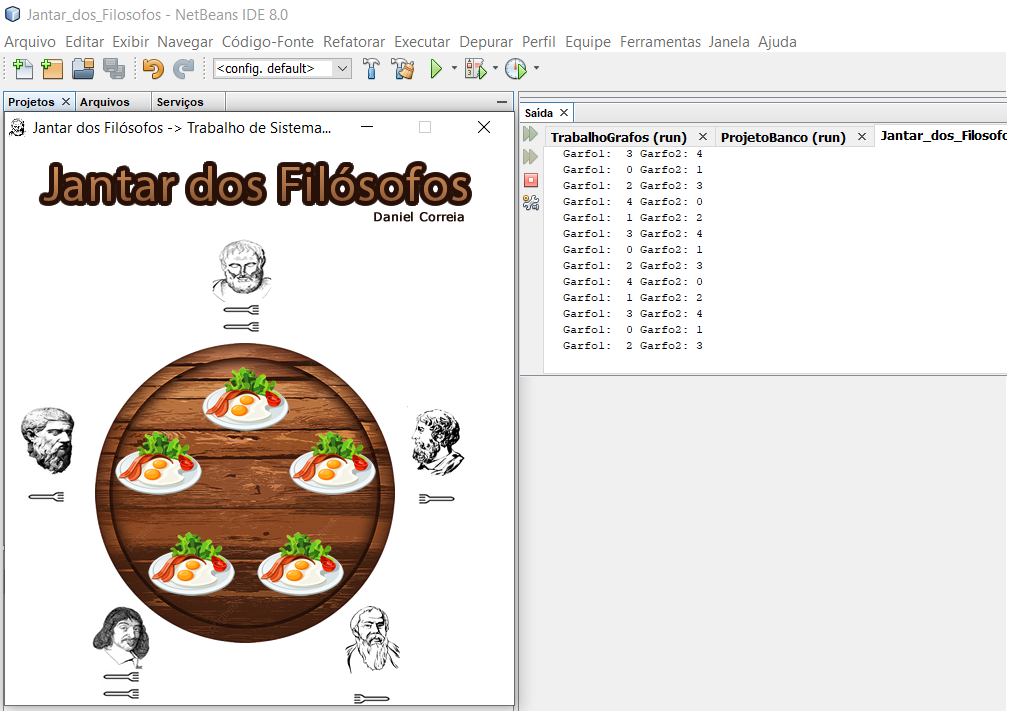 Jantar_dos_Filosofos - NetBeans IDE 8.0
Arquivo Editar Exibir Navegar Código-Fonte Refatorar Executar Depurar Perfil Equipe Ferramentas Janela Ajuda
<config. default>
Projetos Arquivos Serviços
Jantar dos Filósofos -> Trabalho de Sistema...
Jantar dos Filósofos
Daniel Correia
Saída
TrabalhoGrafos (run) ProjetoBanco (run) Jantar_dos_Filosofo
Garfo1: 3 Garfo2: 4
Garfo1: 0 Garfo2: 1
Garfo1: 2 Garfo2: 3
Garfo1: 4 Garfo2: 0
Garfo1: 1 Garfo2: 2
Garfo1: 3 Garfo2: 4
Garfo1: 0 Garfo2: 1
Garfo1: 2 Garfo2: 3
Garfo1: 4 Garfo2: 0
Garfo1: 1 Garfo2: 2
Garfo1: 3 Garfo2: 4
Garfo1: 0 Garfo2: 1
Garfo1: 2 Garfo2: 3